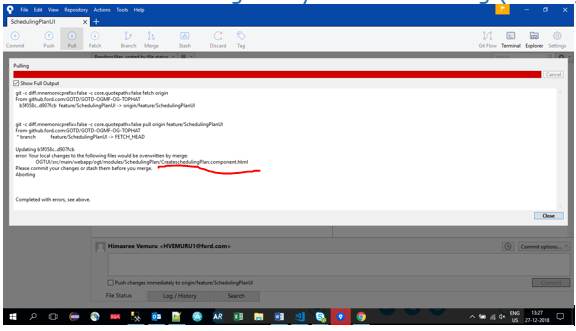 File Edit View Repository Actions Tools Help
SchedulingPlanUI
Commit Push Pull Fetch Branch Merge Stash Discard Tag Git Flow Terminal Explorer Settings
Pulling
Cancel
Show Full Output
git -c diff.mnemonicprefix=false -c core.quotepath=false fetch origin
From github.ford.com:GOTD/GOTD-OGMF-OG-TOPHAT
b5f058c..d907fcb feature/SchedulingPlanUI -> origin/feature/SchedulingPlanUI
git -c diff.mnemonicprefix=false -c core.quotepath=false pull origin feature/SchedulingPlanUI
From github.ford.com:GOTD/GOTD-OGMF-OG-TOPHAT
* branch feature/SchedulingPlanUI -> FETCH_HEAD
Updating b5f058c..d907fcb
error: Your local changes to the following files would be overwritten by merge:
OGTUI/src/main/webapp/ogt/modules/SchedulingPlan/CreateschedulingPlan.component.html
Please commit your changes or stash them before you merge.
Aborting
Completed with errors, see above.
Close
Himasree Vemuru <HVEMURU1@ford.com>
Commit options...
Push changes immediately to origin/feature/SchedulingPlanUI
Commit
File Status Log / History Search
ENG 13:27
US 27-12-2018